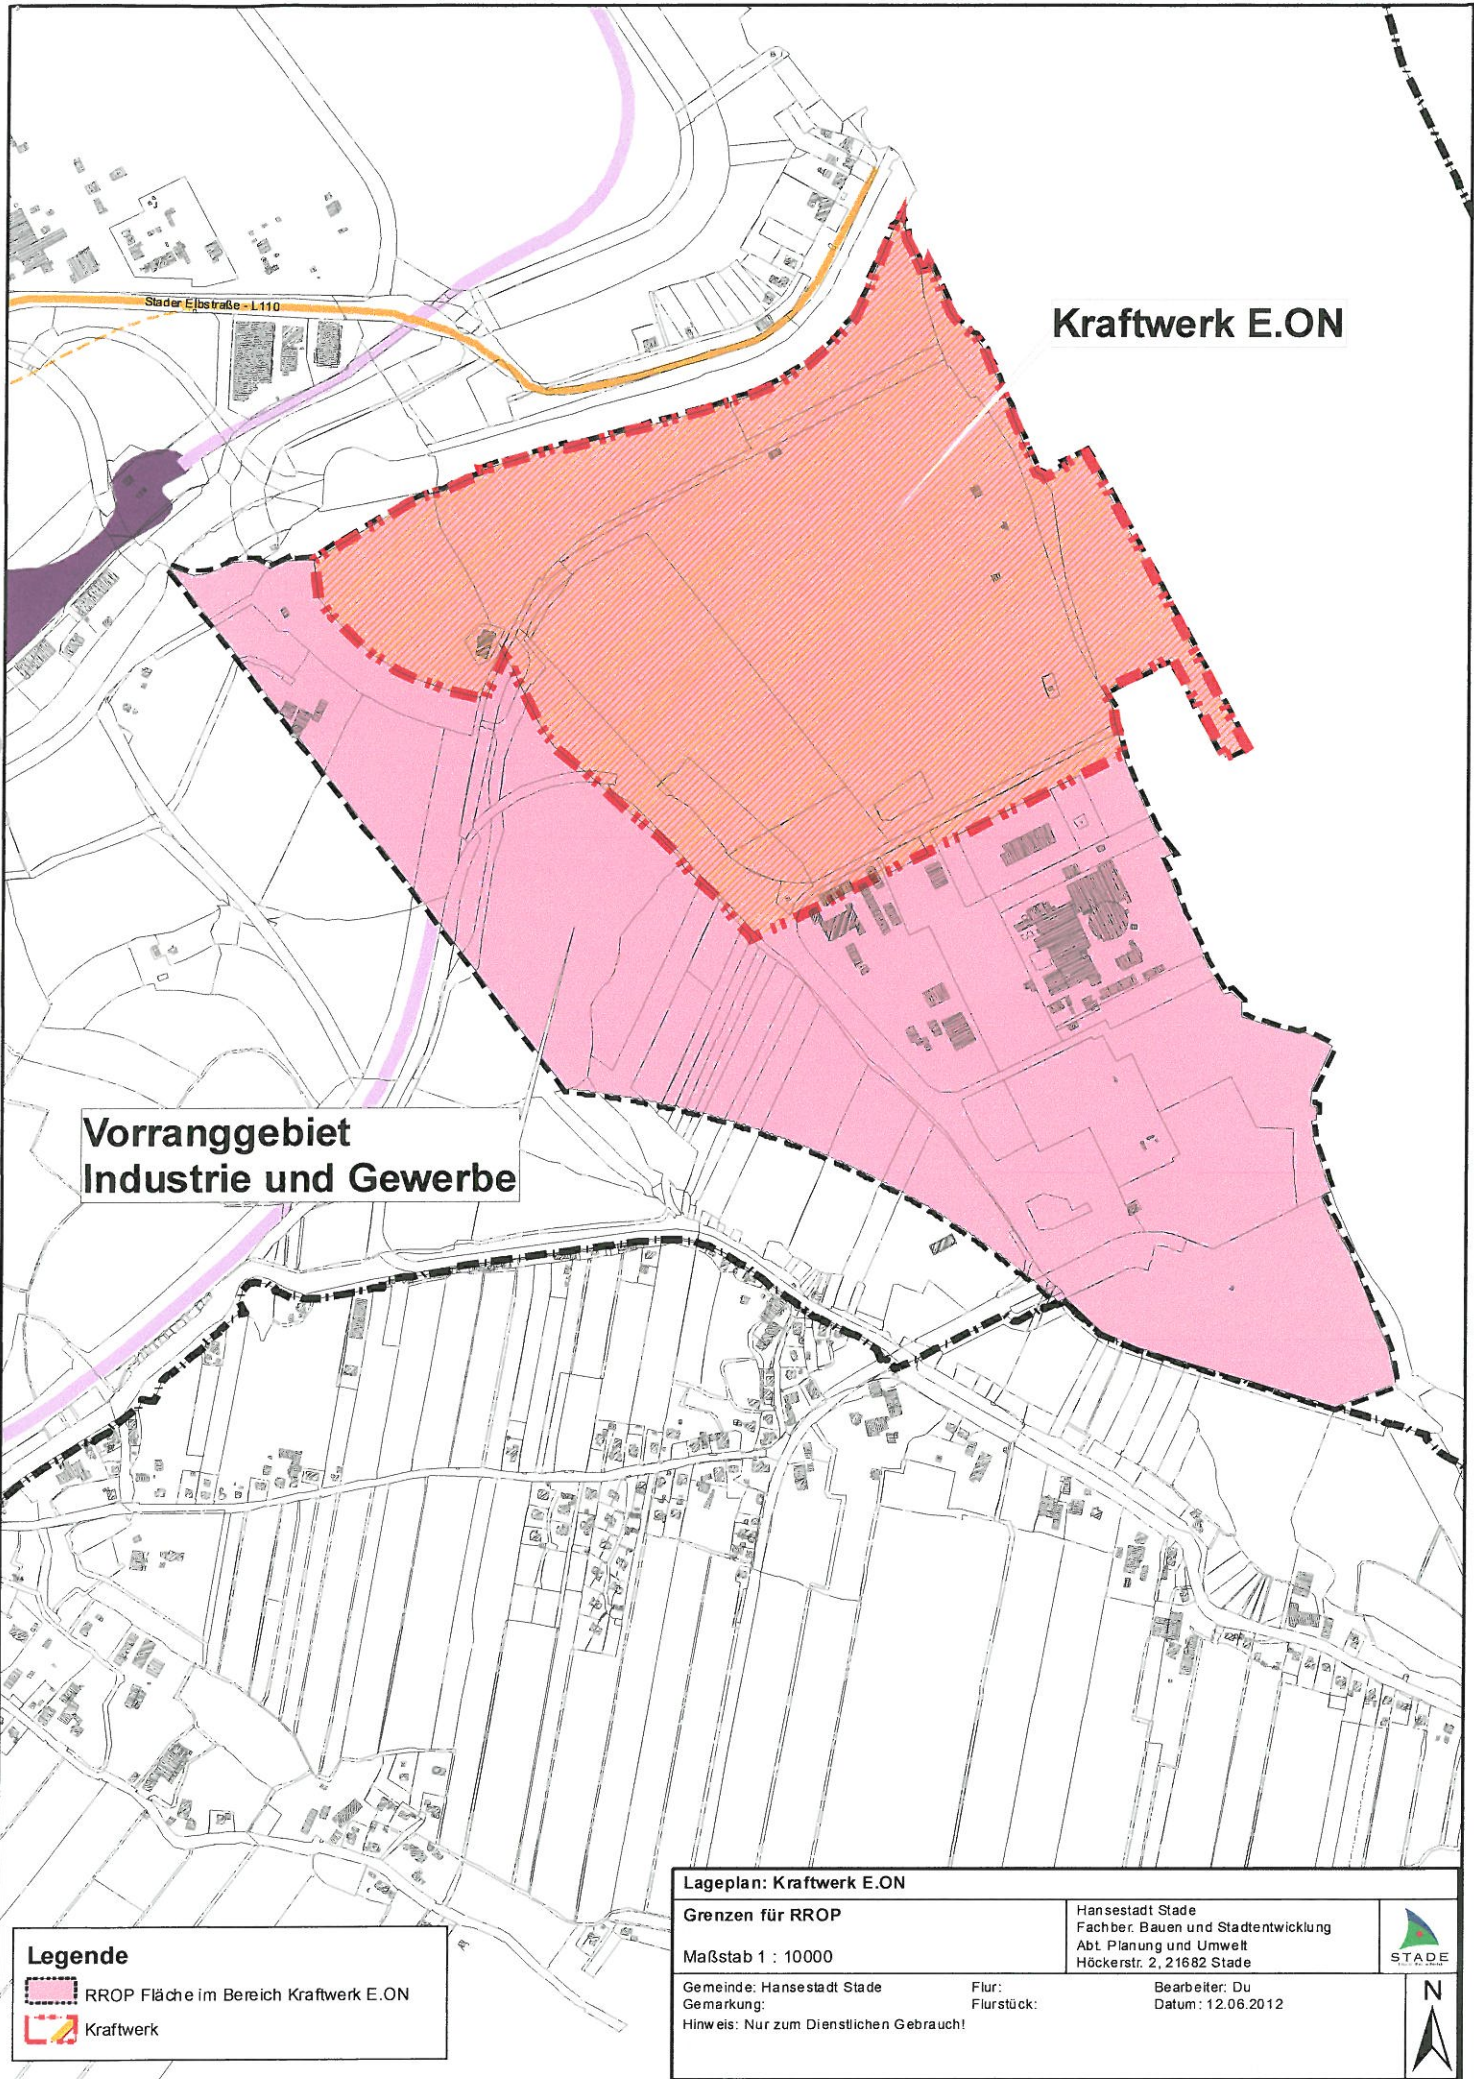 Stader Elbstraße - L110
Kraftwerk E.ON
Vorranggebiet
Industrie und Gewerbe
Legende
RROP Fläche im Bereich Kraftwerk E.ON
Kraftwerk
Lageplan: Kraftwerk E.ON
Grenzen für RROP
Maßstab 1 : 10000
Hansestadt Stade
Fachber. Bauen und Stadtentwicklung
Abt. Planung und Umwelt
Höckerstr. 2, 21682 Stade
STADE
Gemeinde: Hansestadt Stade
Gemarkung:
Flur:
Flurstück:
Bearbeiter: Du
Datum: 12.06.2012
Hinweis: Nur zum Dienstlichen Gebrauch!
N